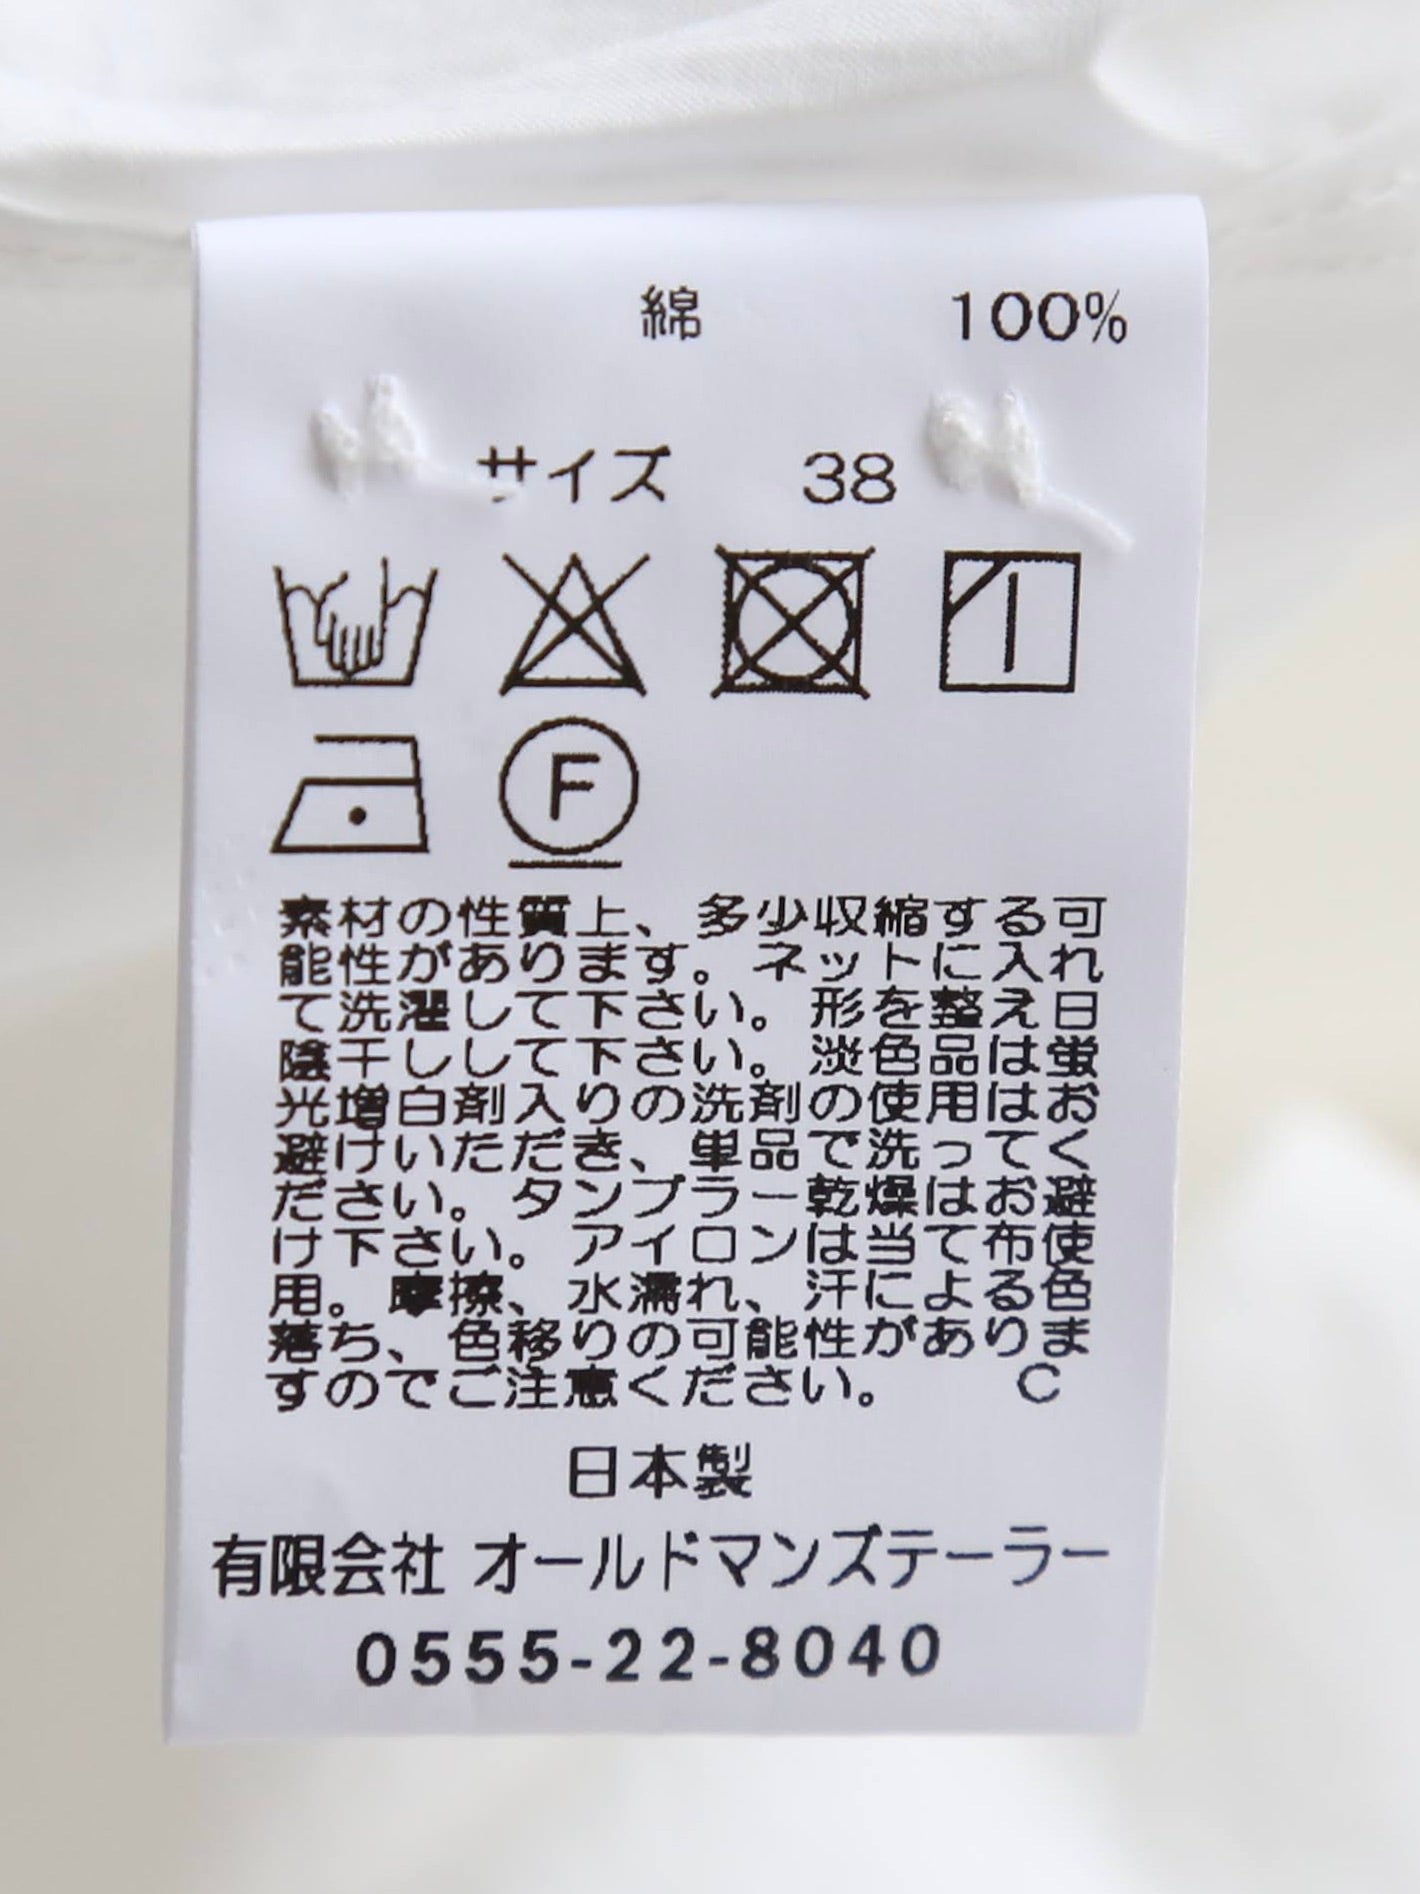 綿 100%
サイズ 38
F
素材の性質上、多少収縮する可
能性があります。ネットに入れ
て洗濯して下さい。形を整え日
陰干しして下さい。淡色品は蛍
光増白剤入りの洗剤の使用はお
避けいただき、単品で洗ってく
ださい。タンブラー乾燥はお避
け下さい。アイロンは当て布使
用。摩擦、水濡れ、汗による色
落ち、色移りの可能性がありま
すのでご注意ください。 C
日本製
有限会社 オールドマンズテーラー
0555-22-8040